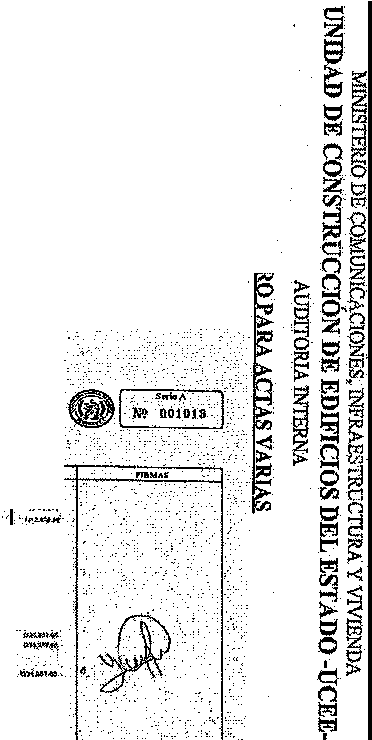 MINISTERIO DE COMUNICACIONES, INFRAESTRUCTURA Y VIVIENDA
UNIDAD DE CONSTRUCCION DE EDIFICIOS DEL ESTADO -UCEE-
AUDITORIA INTERNA
RO PARA ACTAS VARIAS
Serie A
Nº 001013
FIRMAS